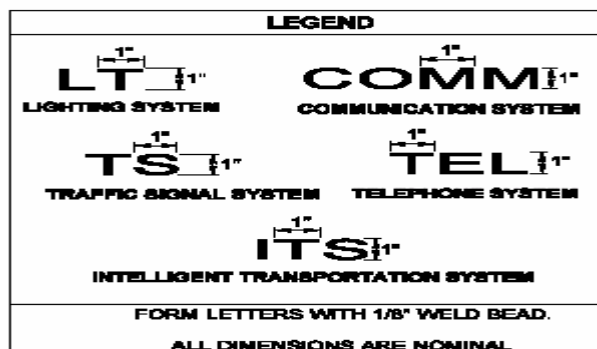 LEGEND
1" 1"
LT 1" COMM 1"
LIGHTING SYSTEM COMMUNICATION SYSTEM
1" 1"
TS 1" TEL 1"
TRAFFIC SIGNAL SYSTEM TELEPHONE SYSTEM
1"
ITS 1"
INTELLIGENT TRANSPORTATION SYSTEM
FORM LETTERS WITH 1/8" WELD BEAD.
ALL DIMENSIONS ARE NOMINAL